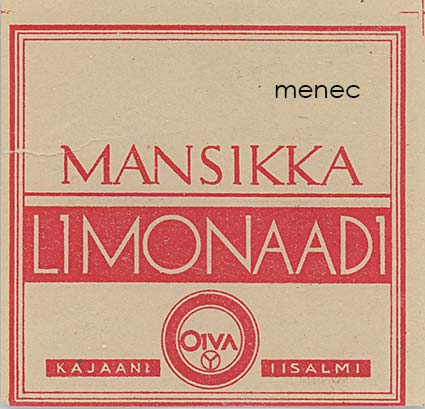 menec
MANSIKKA
LIMONAADI
OIVA
KAJAANI IISALMI